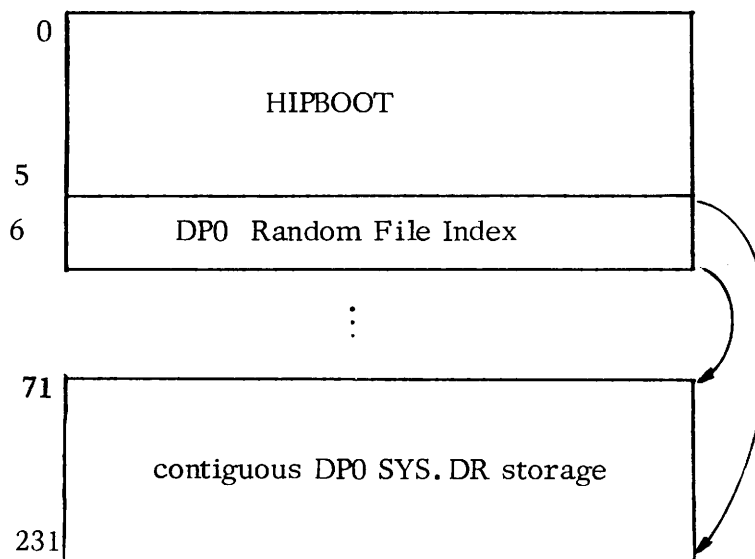 0
HIPBOOT
5
6
DP0 Random File Index
71
contiguous DP0 SYS.DR storage
231